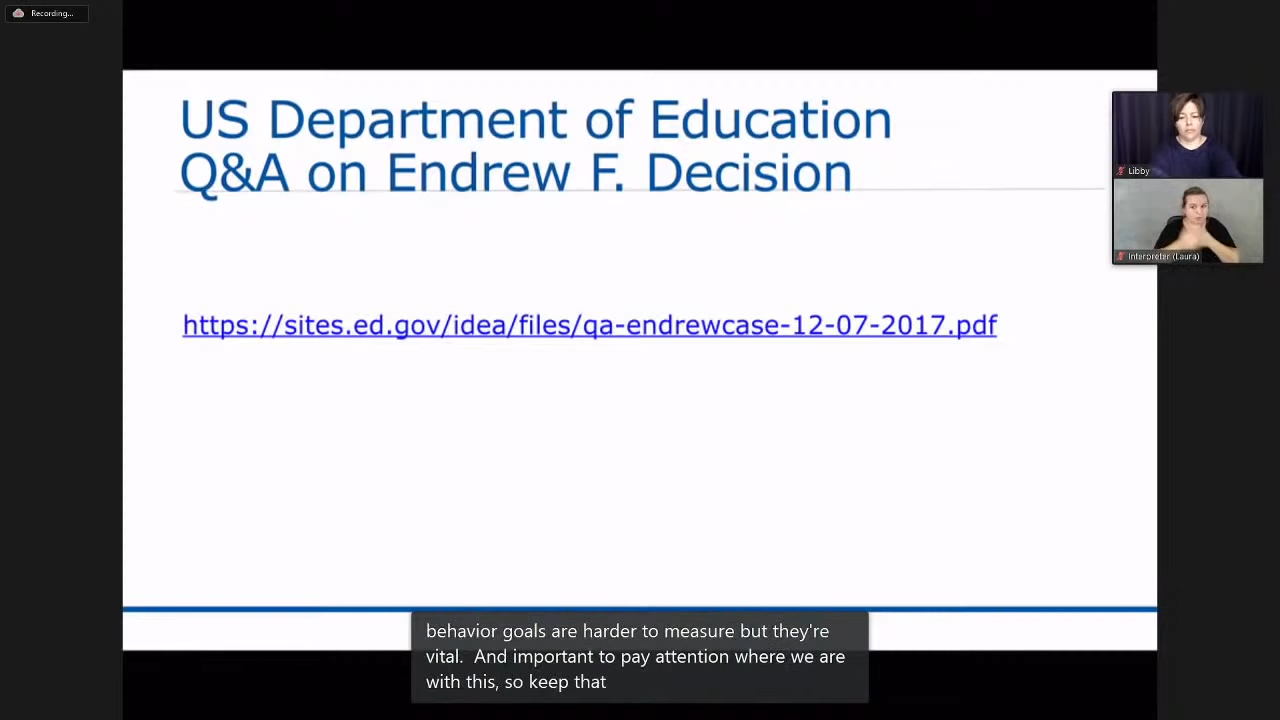 Recording...
US Department of Education
Q&A on Endrew F. Decision
https://sites.ed.gov/idea/files/qa-endrewcase-12-07-2017.pdf
Libby
Interpreter (Laura)
behavior goals are harder to measure but they're
vital.  And important to pay attention where we are
with this, so keep that